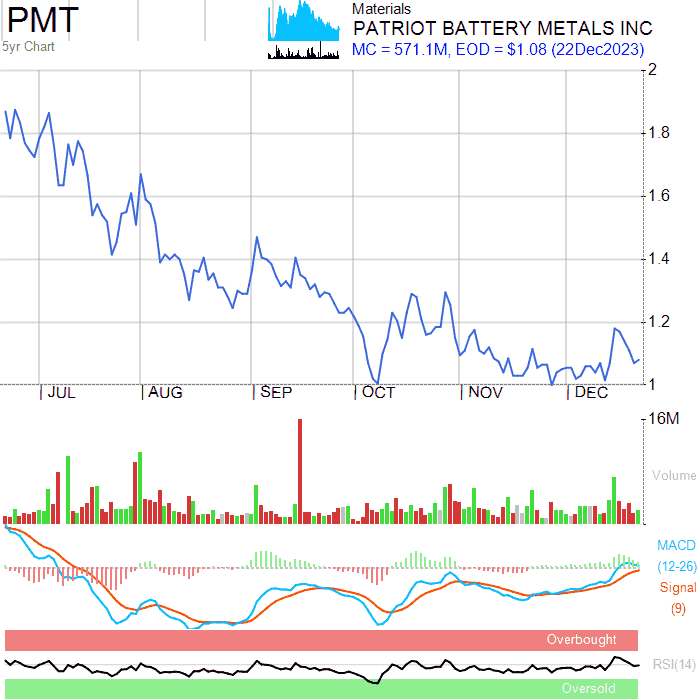 PMT
5yr Chart
Materials
PATRIOT BATTERY METALS INC
MC = 571.1M, EOD = $1.08 (22Dec2023)
2
1.8
1.6
1.4
1.2
1
JUL AUG SEP OCT NOV DEC
16M
Volume
MACD
(12-26)
Signal
(9)
Overbought
RSI(14)
Oversold